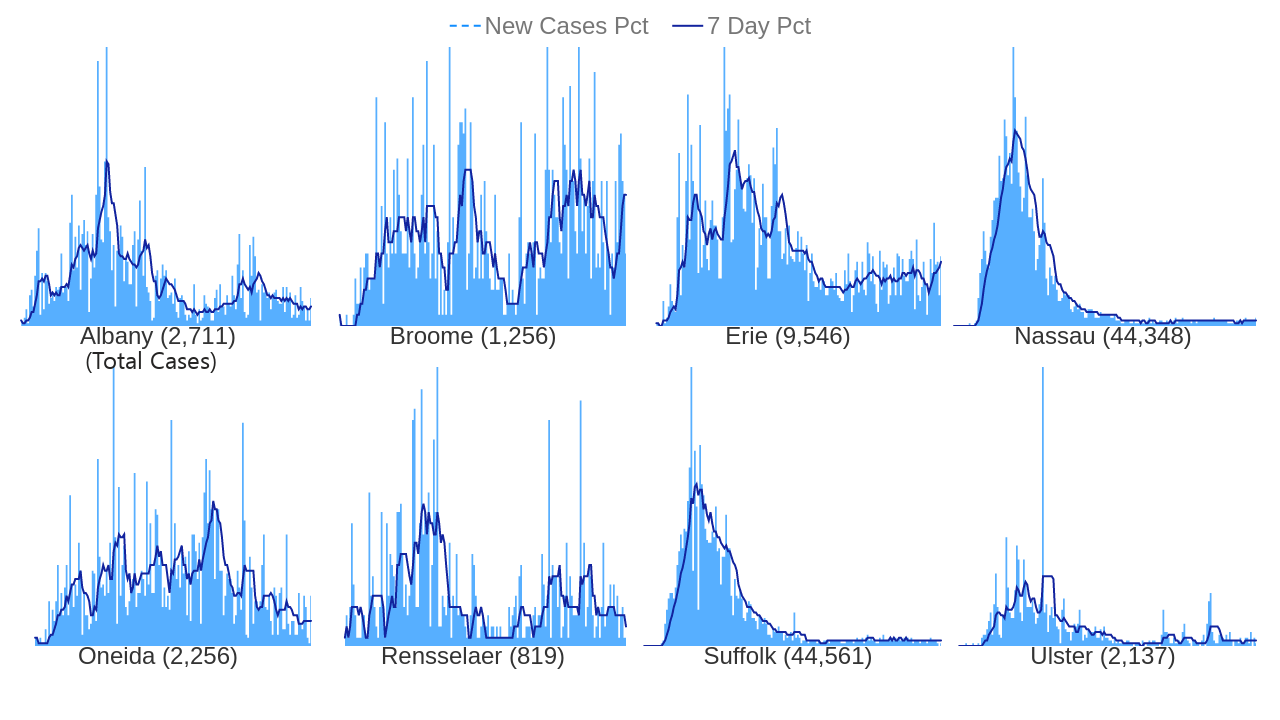 New Cases Pct 7 Day Pct
Albany (2,711) Broome (1,256) Erie (9,546) Nassau (44,348)
(Total Cases)
Oneida (2,256) Rensselaer (819) Suffolk (44,561) Ulster (2,137)